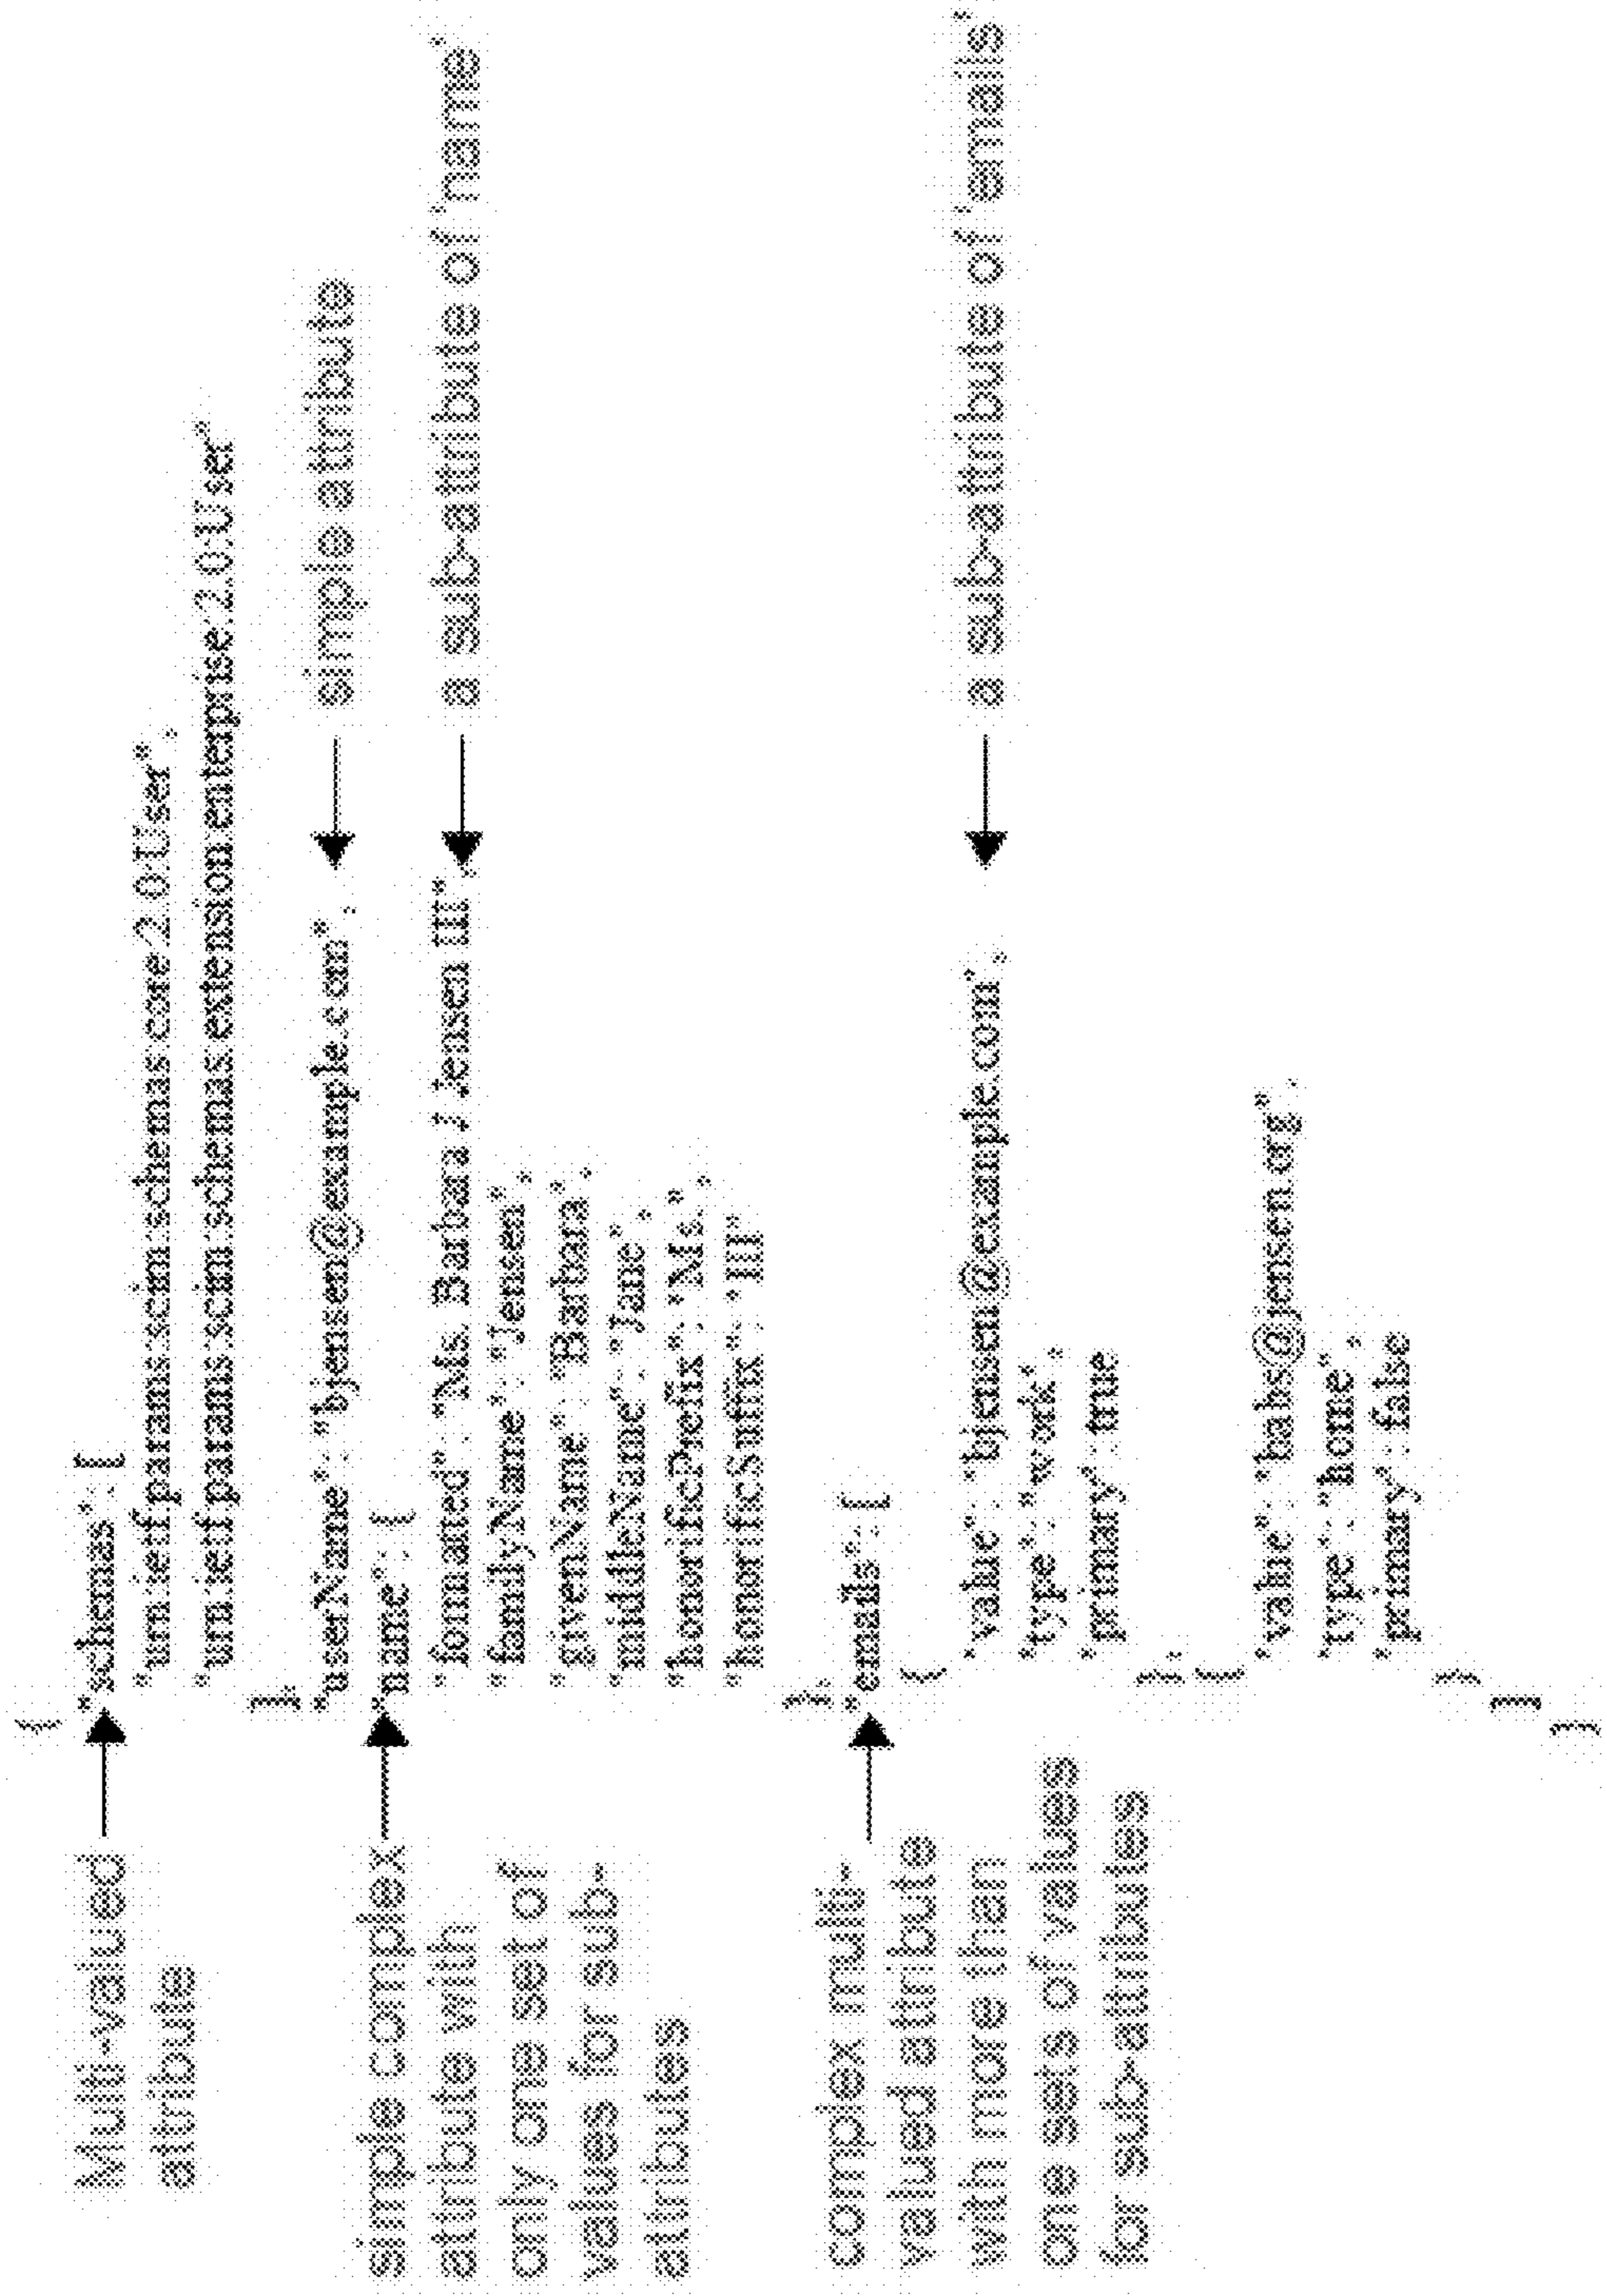 {
Multi-valued
attribute
"schemas": [
"urn:ietf:params:scim:schemas:core:2.0:User",
"urn:ietf:params:scim:schemas:extension:enterprise:2.0:User"
],
"userName": "bjensen@example.com",
simple attribute
simple complex
attribute with
only one set of
values for sub-
attributes
"name": {
"formatted": "Ms. Barbara J Jensen III",
a sub-attribute of "name"
"familyName": "Jensen",
"givenName": "Barbara",
"middleName": "Jane",
"honorificPrefix": "Ms.",
"honorificSuffix": "III"
},
complex multi-
valued attribute
with more than
one sets of values
for sub-attributes
"emails": [
{
"value": "bjensen@example.com",
a sub-attribute of "emails"
"type": "work",
"primary": true
},{
"value": "babs@jensen.org",
"type": "home",
"primary": false
}
]
}